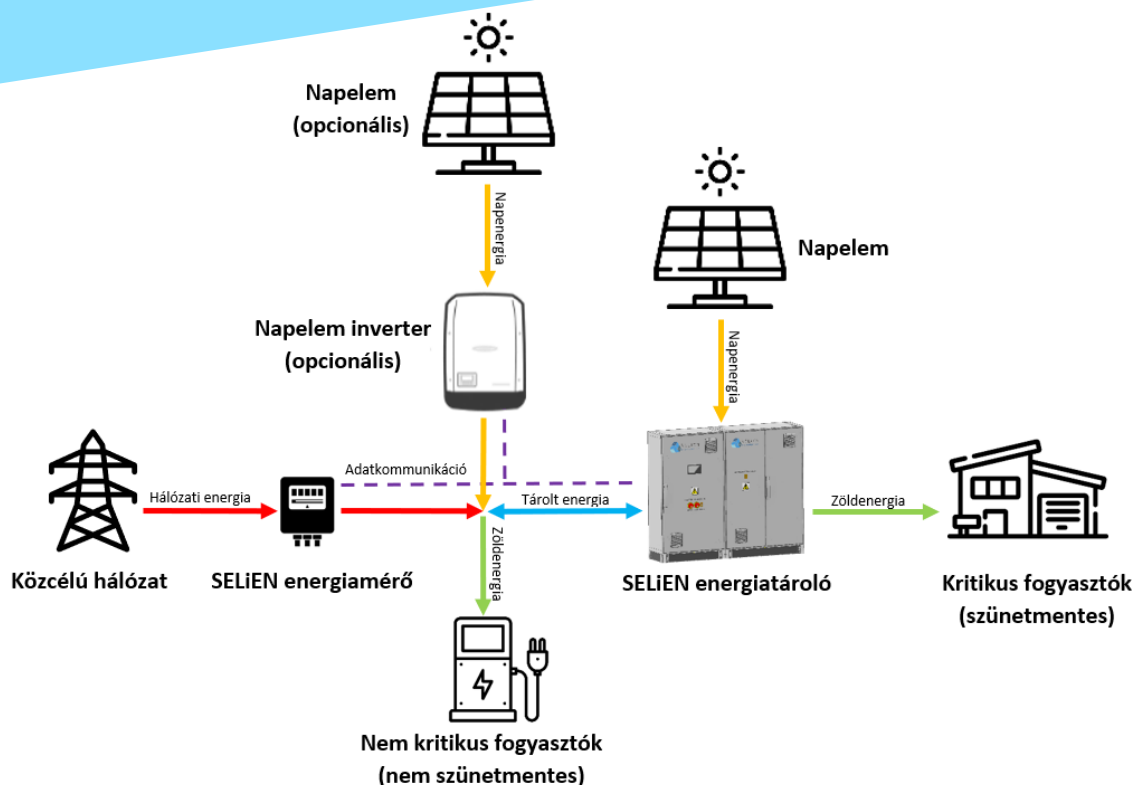 Napelem
(opcionális)
Napenergia
Napelem
Napenergia
Napelem inverter
(opcionális)
Adatkommunikáció
Hálózati energia
Tárolt energia
Zöldenergia
Zöldenergia
Közcélú hálózat
SELiEN energiamérő
SELiEN energiatároló
Kritikus fogyasztók
(szünetmentes)
Nem kritikus fogyasztók
(nem szünetmentes)